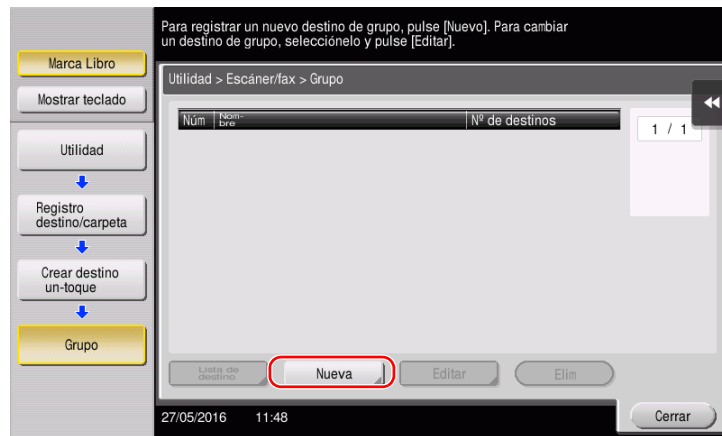 Para registrar un nuevo destino de grupo, pulse [Nuevo]. Para cambiar
un destino de grupo, selecciónelo y pulse [Editar].
Marca Libro
Mostrar teclado
Utilidad
Registro
destino/carpeta
Crear destino
un-toque
Grupo
Utilidad > Escáner/fax > Grupo
Núm
Nom-
bre
Nº de destinos
1 / 1
Lista de
destino
Nueva
Editar
Elim
27/05/2016 11:48
Cerrar